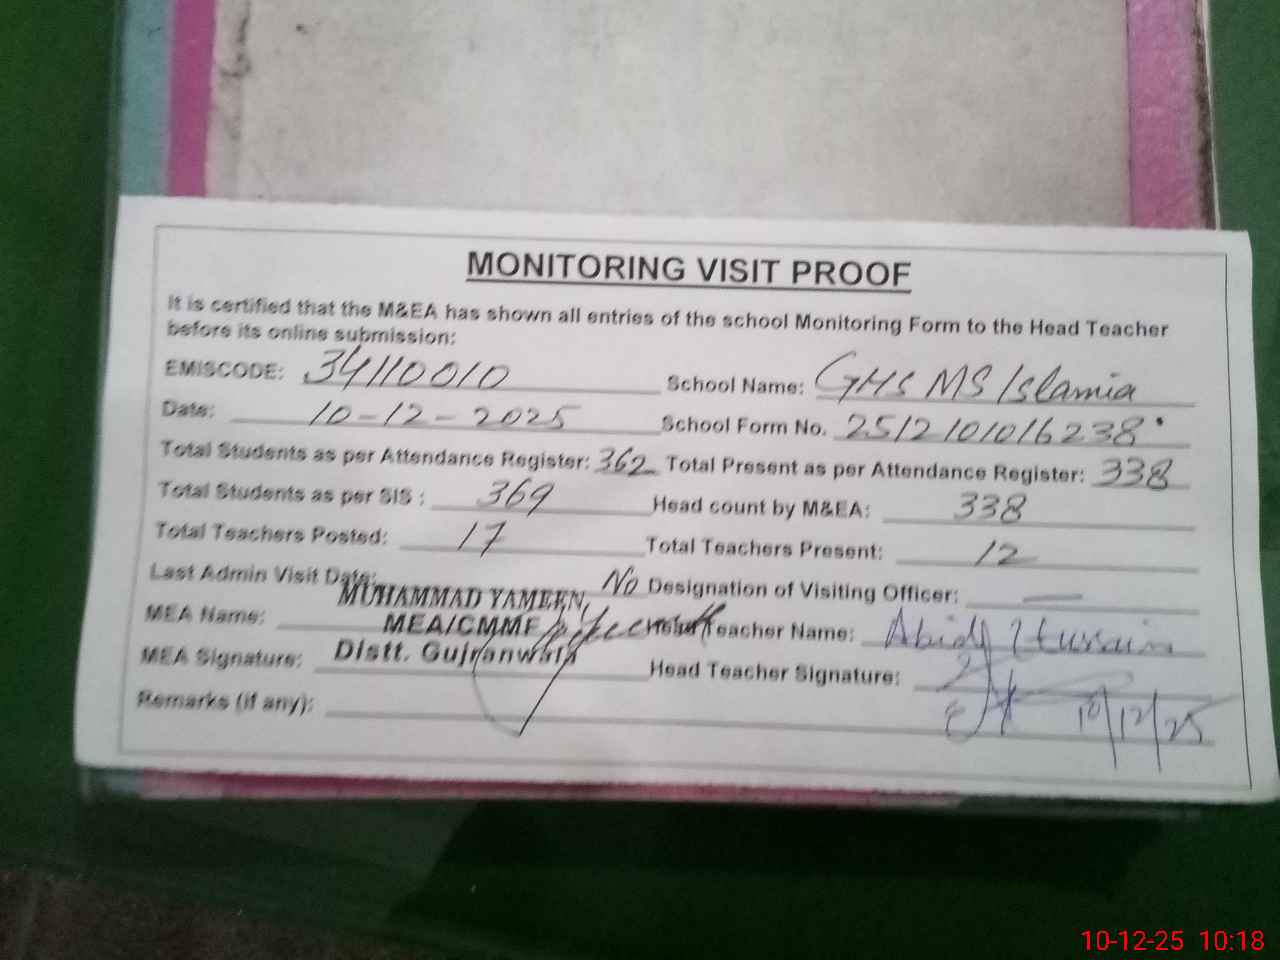 MONITORING VISIT PROOF
It is certified that the M&EA has shown all entries of the school Monitoring Form to the Head Teacher
before its online submission:
EMISCODE: 34110010 School Name: GHS MS Islamia
Date: 10-12-2025 School Form No. 2512101016238
Total Students as per Attendance Register: 362 Total Present as per Attendance Register: 338
Total Students as per SIS : 369 Head count by M&EA: 338
Total Teachers Posted: 17 Total Teachers Present: 12
Last Admin Visit Date: No Designation of Visiting Officer: —
MUHAMMAD YAMEEN
MEA Name: MEA/CMMF Head Teacher Name: Abid Hussain
MEA Signature: Distt. Gujranwala Head Teacher Signature:
Remarks (if any): 10/12/25
10-12-25 10:18